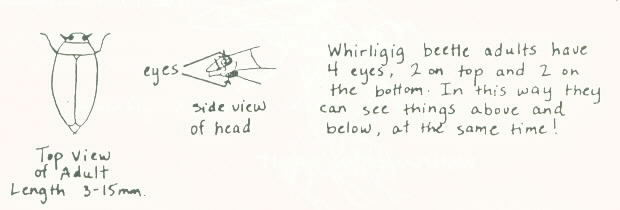 eyes
side view
of head
Top View
of Adult
Length 3-15mm.
Whirligig beetle adults have
4 eyes, 2 on top and 2 on
the bottom. In this way they
can see things above and
below, at the same time!